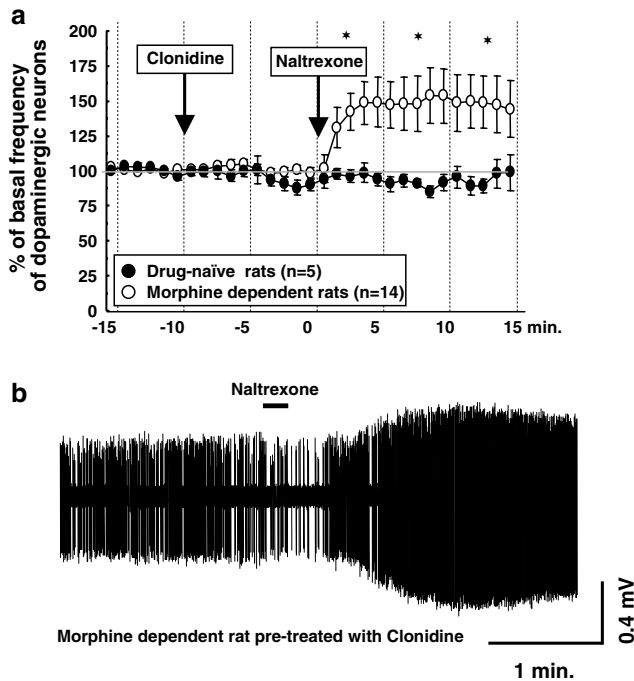 a
200
175
150
125
100
75
50
25
0
% of basal frequency
of dopaminergic neurons
Clonidine
Naltrexone
* * *
Drug-naïve rats (n=5)
Morphine dependent rats (n=14)
-15 -10 -5 0 5 10 15 min.
b
Naltrexone
0.4 mV
Morphine dependent rat pre-treated with Clonidine
1 min.